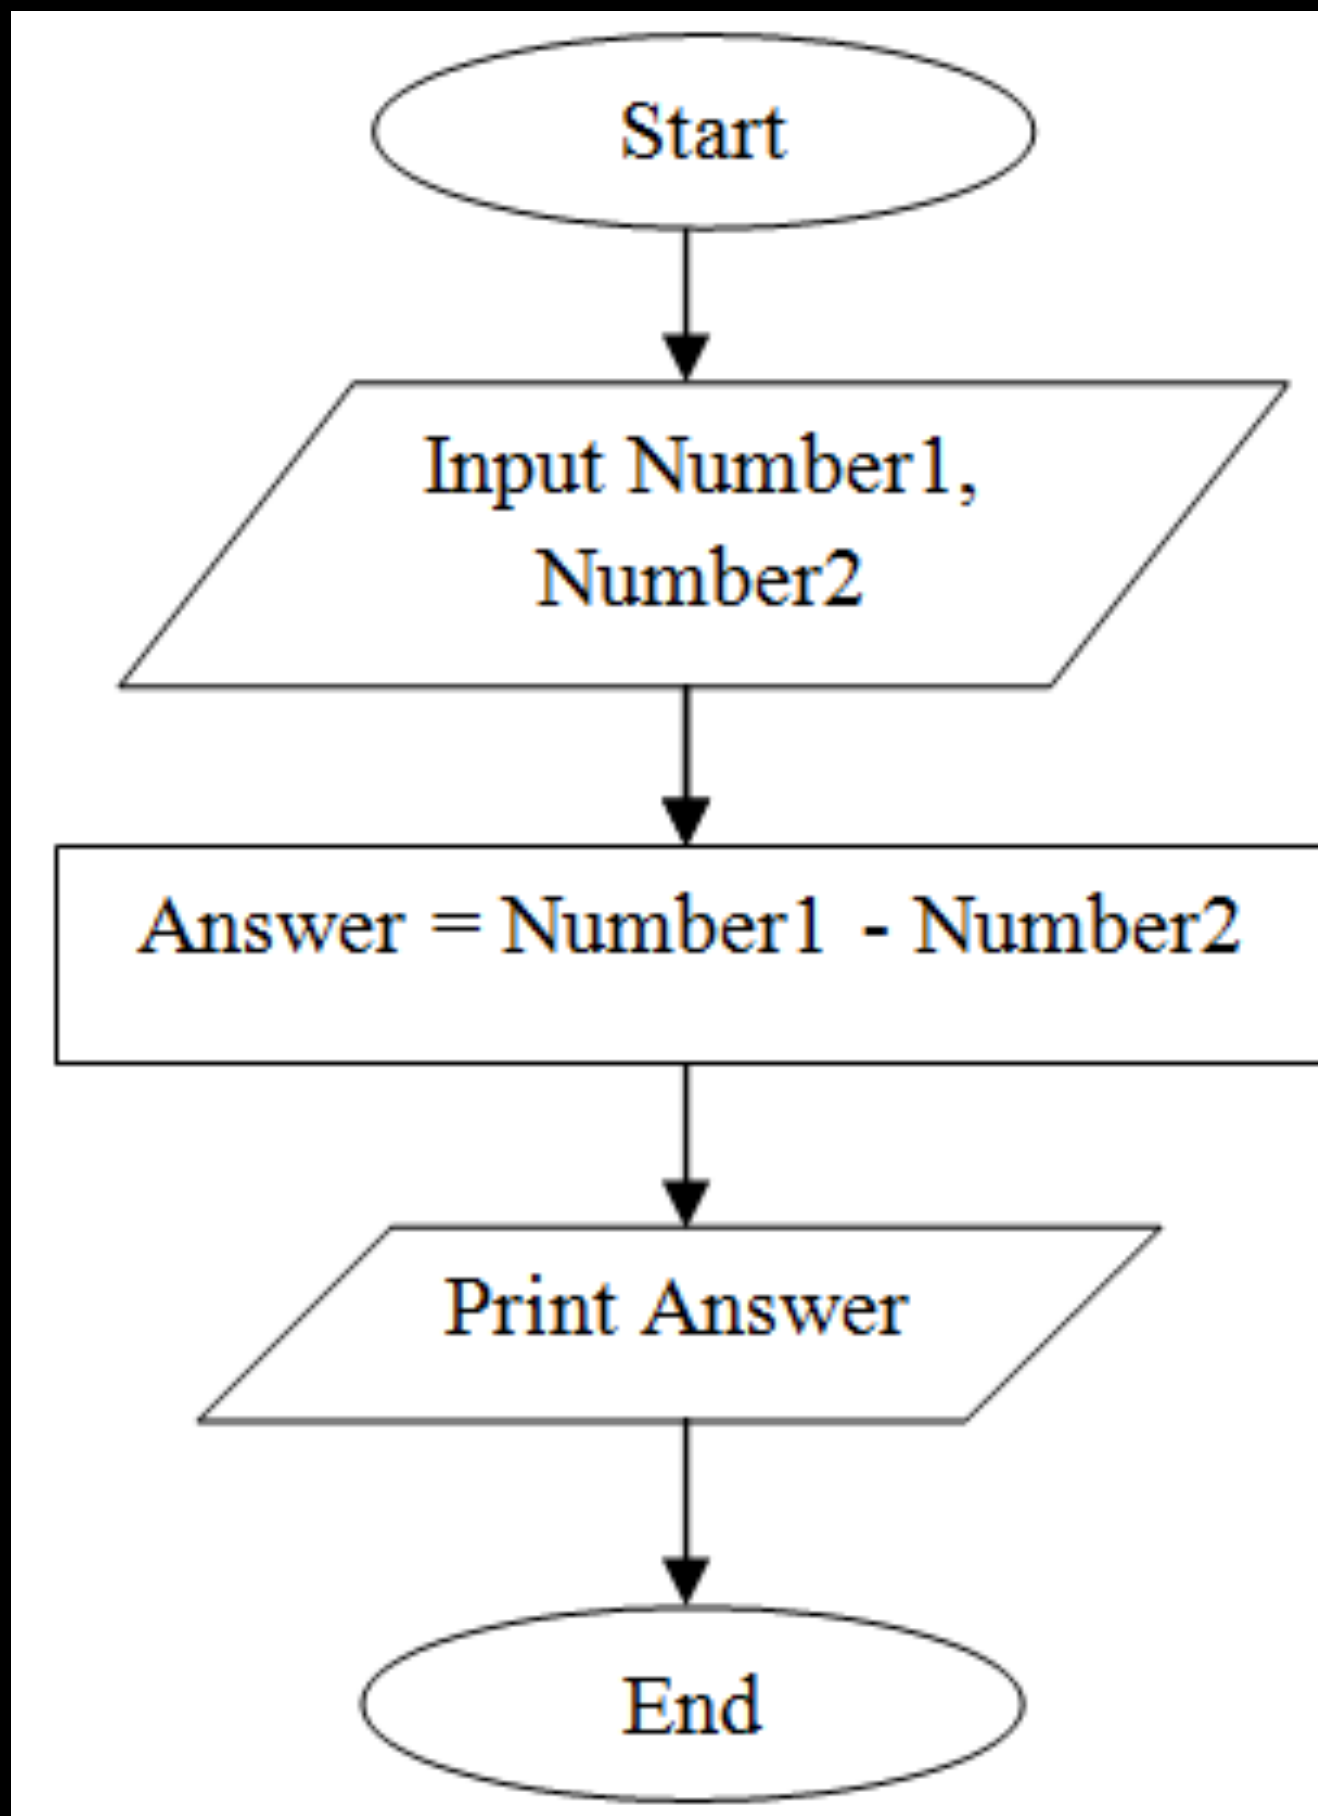 Start
Input Number1,
Number2
Answer = Number1 - Number2
Print Answer
End